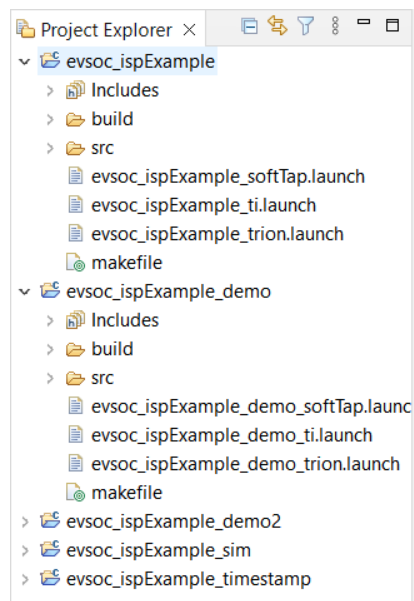 Project Explorer
evsoc_ispExample
Includes
build
src
evsoc_ispExample_softTap.launch
evsoc_ispExample_ti.launch
evsoc_ispExample_trion.launch
makefile
evsoc_ispExample_demo
Includes
build
src
evsoc_ispExample_demo_softTap.launc
evsoc_ispExample_demo_ti.launch
evsoc_ispExample_demo_trion.launch
makefile
evsoc_ispExample_demo2
evsoc_ispExample_sim
evsoc_ispExample_timestamp